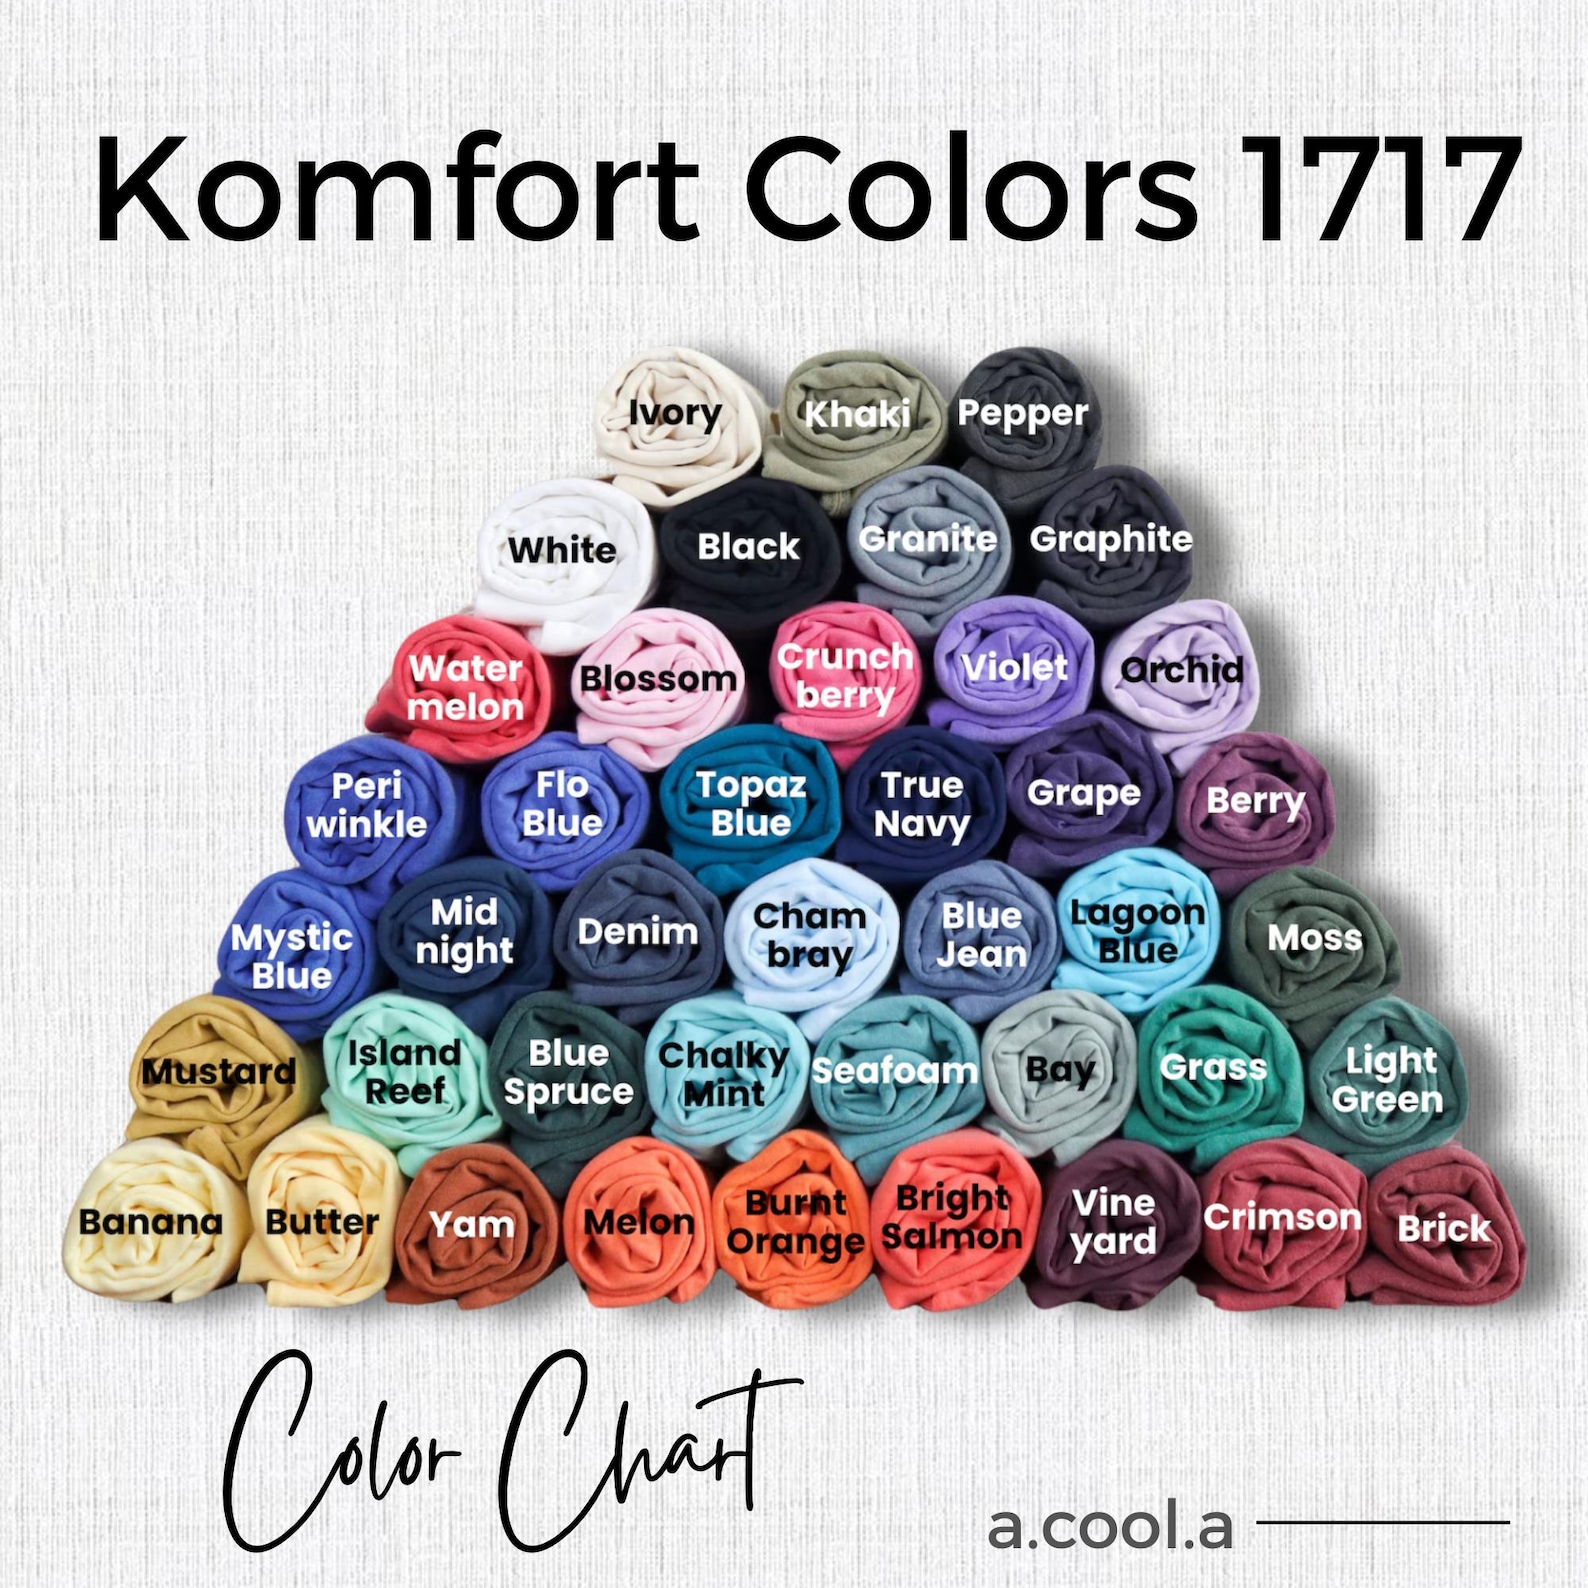 Komfort Colors 1717
Ivory
Khaki
Pepper
White
Black
Granite
Graphite
Water
melon
Blossom
Crunch
berry
Violet
Orchid
Peri
winkle
Flo
Blue
Topaz
Blue
True
Navy
Grape
Berry
Mystic
Blue
Mid
night
Denim
Cham
bray
Blue
Jean
Lagoon
Blue
Moss
Mustard
Island
Reef
Blue
Spruce
Chalky
Mint
Seafoam
Bay
Grass
Light
Green
Banana
Butter
Yam
Melon
Burnt
Orange
Bright
Salmon
Vine
yard
Crimson
Brick
Color Chart
a.cool.a